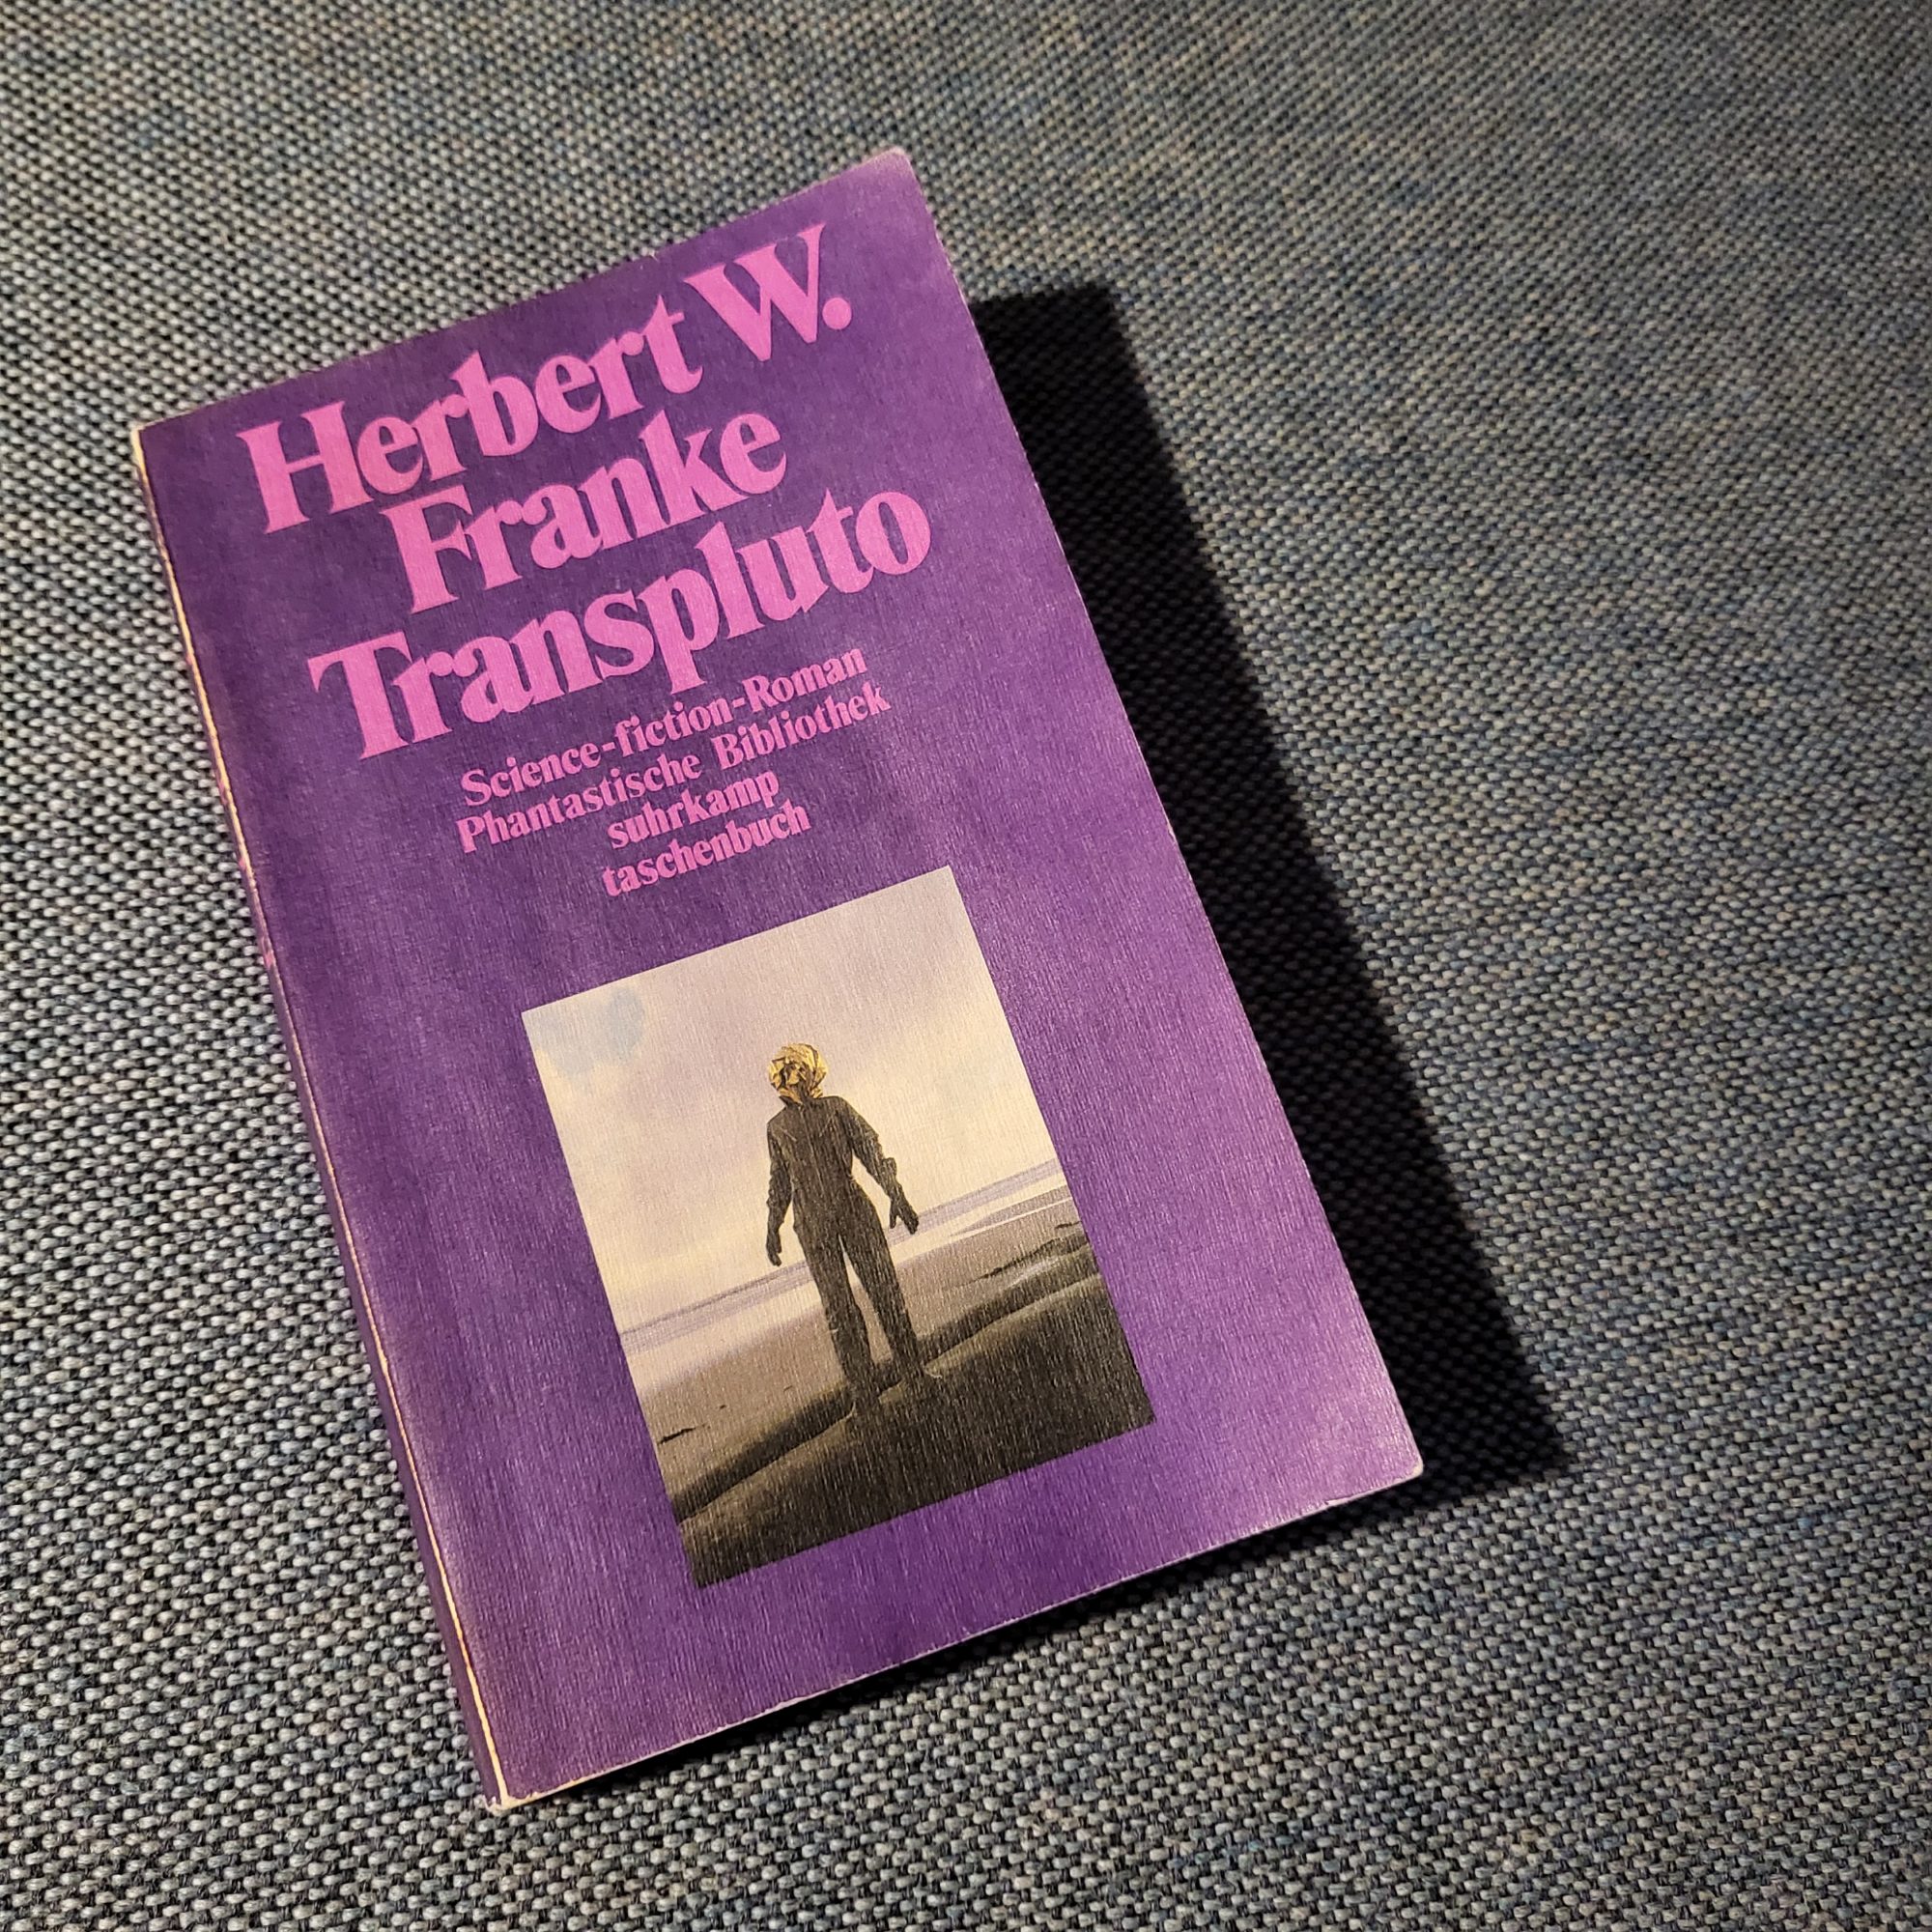 Herbert W.
Franke
Transpluto
Science-fiction-Roman
Phantastische Bibliothek
suhrkamp
taschenbuch